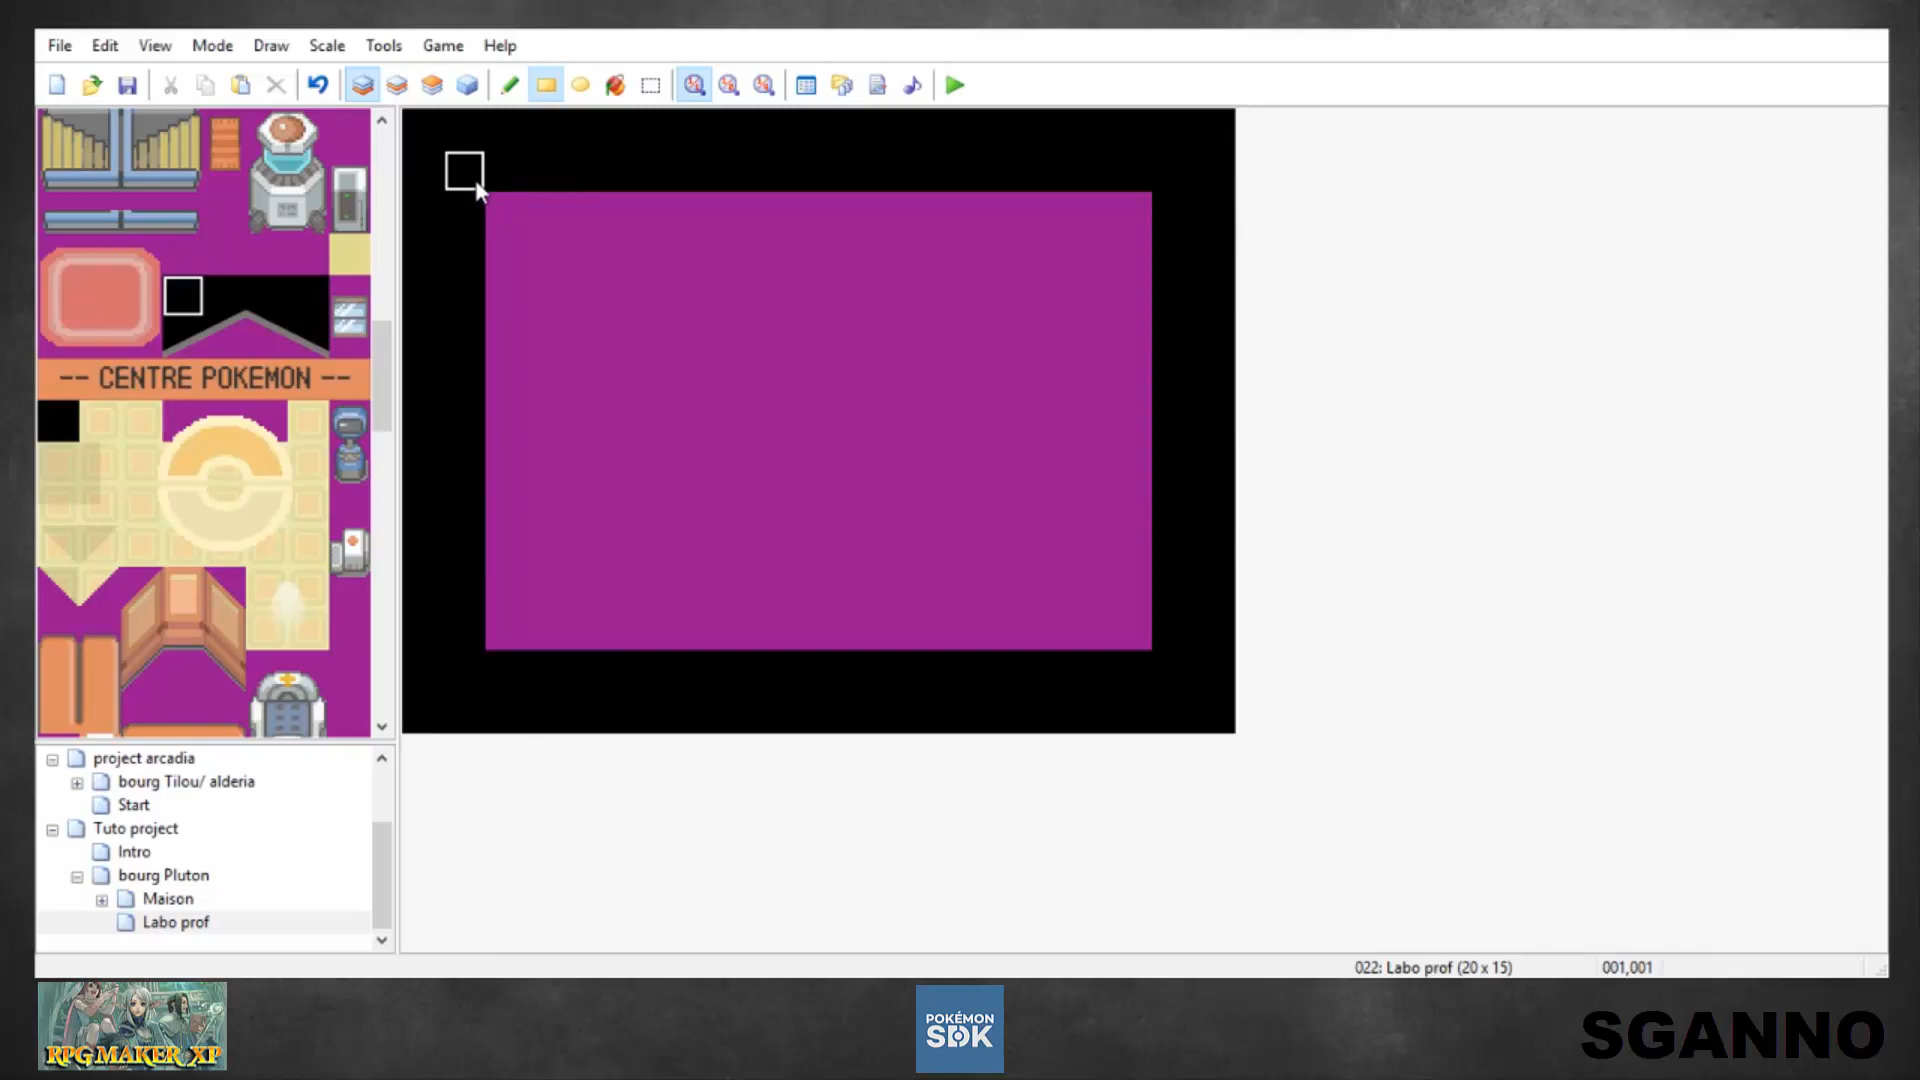 File Edit View Mode Draw Scale Tools Game Help
-- CENTRE POKEMON --
project arcadia
bourg Tilou/ alderia
Start
Tuto project
Intro
bourg Pluton
Maison
Labo prof
022: Labo prof (20 x 15) 001,001
RPG MAKER XP
POKÉMON
SDK
SGANNO